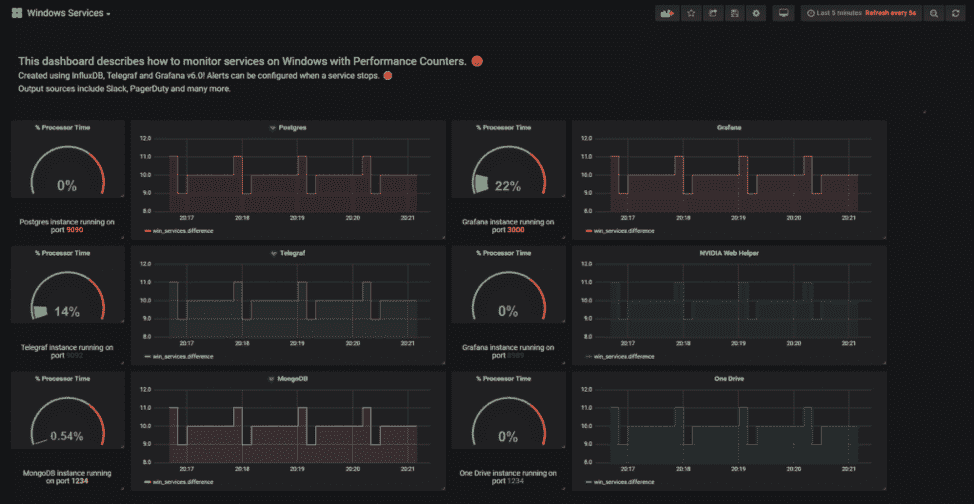 Windows Services
Last 5 minutes Refresh every 5s
This dashboard describes how to monitor services on Windows with Performance Counters.
Created using InfluxDB, Telegraf and Grafana v6.0! Alerts can be configured when a service stops.
Output sources include Slack, PagerDuty and many more.
% Processor Time
0%
Postgres instance running on
port 9090
Postgres
12.0
11.0
10.0
9.0
8.0
20:17 20:18 20:19 20:20 20:21
win_services.difference
% Processor Time
22%
Grafana instance running on
port 3000
Grafana
12.0
11.0
10.0
9.0
8.0
20:17 20:18 20:19 20:20 20:21
win_services.difference
% Processor Time
14%
Telegraf instance running on
port
Telegraf
12.0
11.0
10.0
9.0
8.0
20:17 20:18 20:19 20:20 20:21
win_services.difference
% Processor Time
0%
Grafana instance running on
port
NVIDIA Web Helper
12.0
11.0
10.0
9.0
8.0
20:17 20:18 20:19 20:20 20:21
win_services.difference
% Processor Time
0.54%
MongoDB instance running
on port 1234
MongoDB
12.0
11.0
10.0
9.0
8.0
20:17 20:18 20:19 20:20 20:21
win_services.difference
% Processor Time
0%
One Drive instance running on
port 1234
One Drive
12.0
11.0
10.0
9.0
8.0
20:17 20:18 20:19 20:20 20:21
win_services.difference